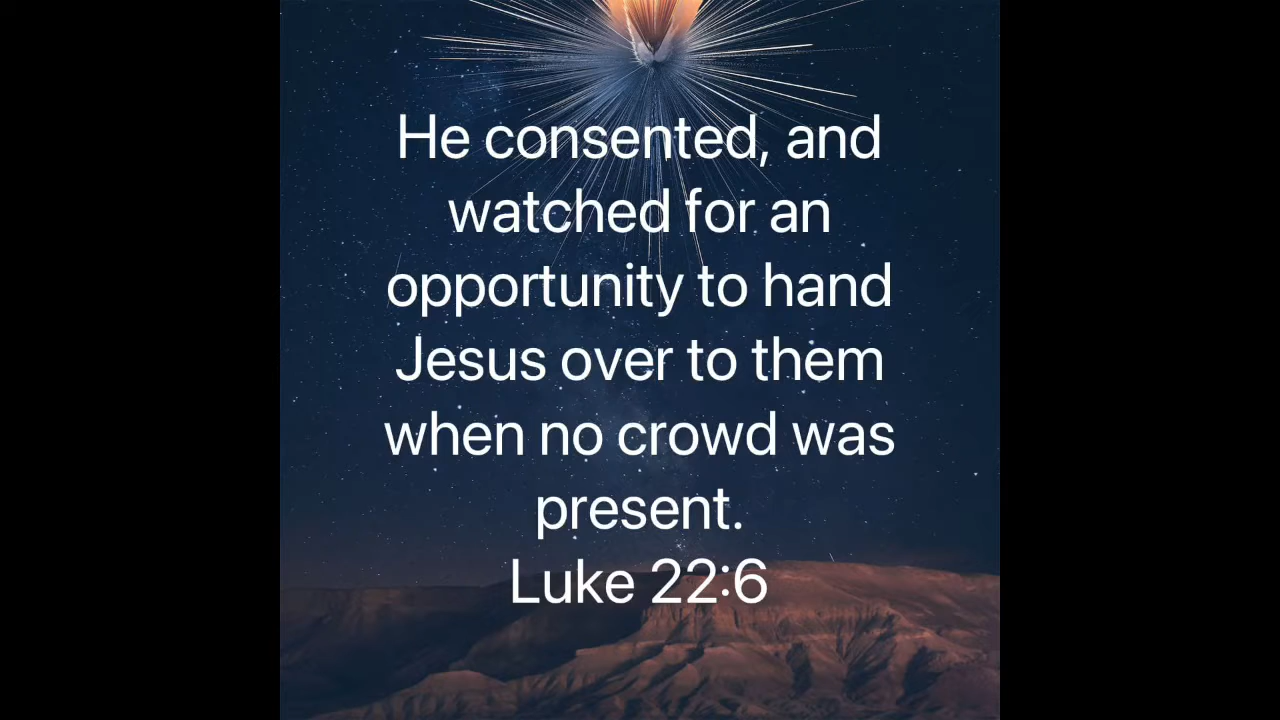 He consented, and
watched for an
opportunity to hand
Jesus over to them
when no crowd was
present.
Luke 22:6